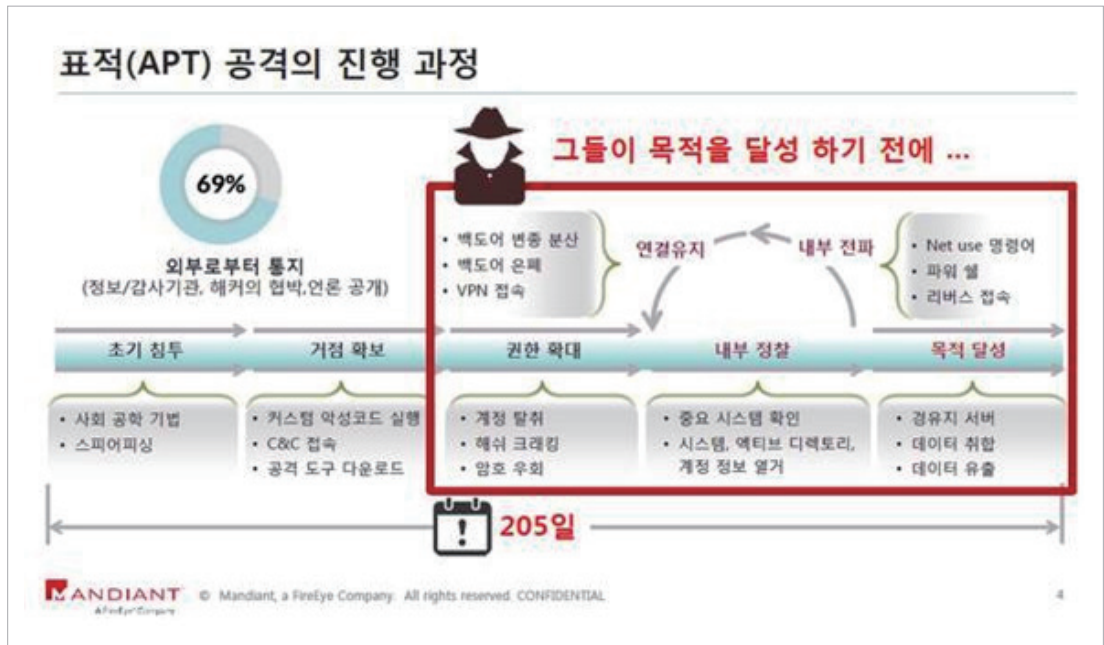 표적(APT) 공격의 진행 과정
69%
외부로부터 통지
(정보/감사기관, 해커의 협박,언론 공개)
그들이 목적을 달성 하기 전에 ...
• 백도어 변종 분산
• 백도어 은폐
• VPN 접속
연결유지
내부 전파
• Net use 명령어
• 파워 쉘
• 리버스 접속
초기 침투
거점 확보
권한 확대
내부 정찰
목적 달성
• 사회 공학 기법
• 스피어피싱
• 커스텀 악성코드 실행
• C&C 접속
• 공격 도구 다운로드
• 계정 탈취
• 해쉬 크래킹
• 암호 우회
• 중요 시스템 확인
• 시스템, 액티브 디렉토리,
계정 정보 열거
• 경유지 서버
• 데이터 취합
• 데이터 유출
205일
MANDIANT
A FireEye Company
© Mandiant, a FireEye Company. All rights reserved. CONFIDENTIAL
4